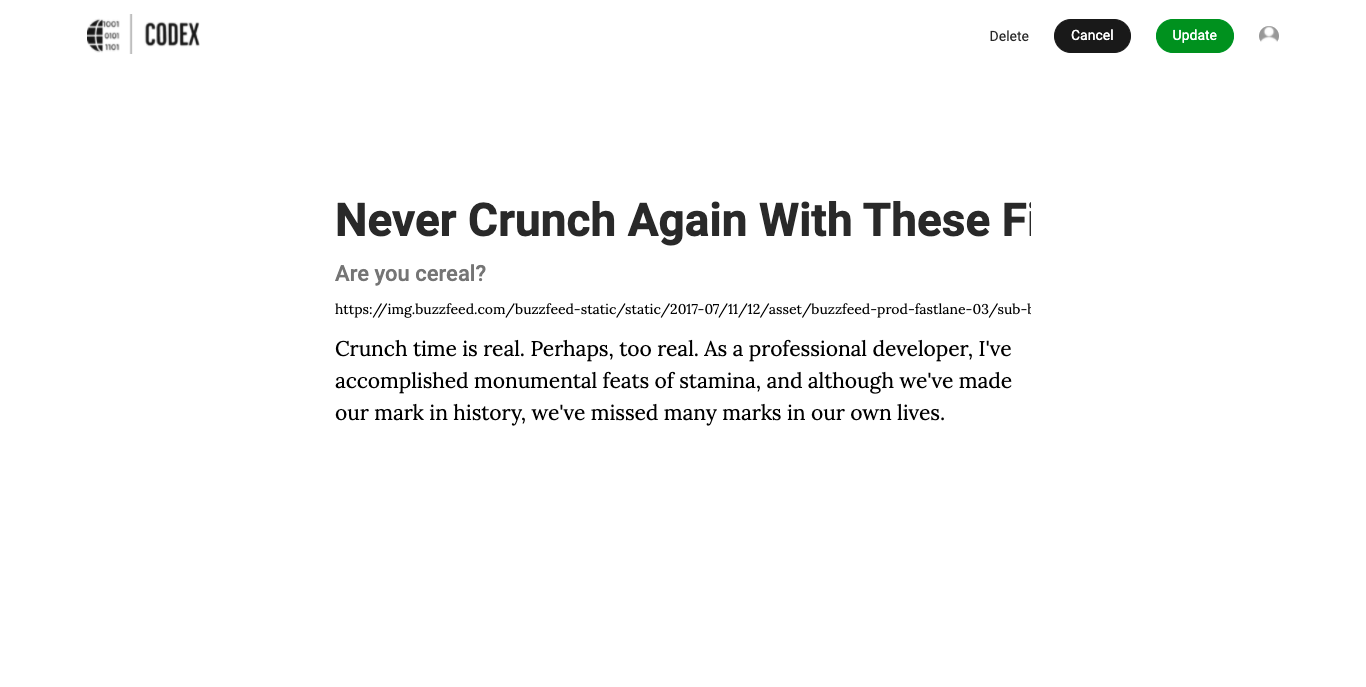 1001
0101
1101
CODEX
Delete
Cancel
Update
Never Crunch Again With These Fi
Are you cereal?
https://img.buzzfeed.com/buzzfeed-static/static/2017-07/11/12/asset/buzzfeed-prod-fastlane-03/sub-b
Crunch time is real. Perhaps, too real. As a professional developer, I've
accomplished monumental feats of stamina, and although we've made
our mark in history, we've missed many marks in our own lives.